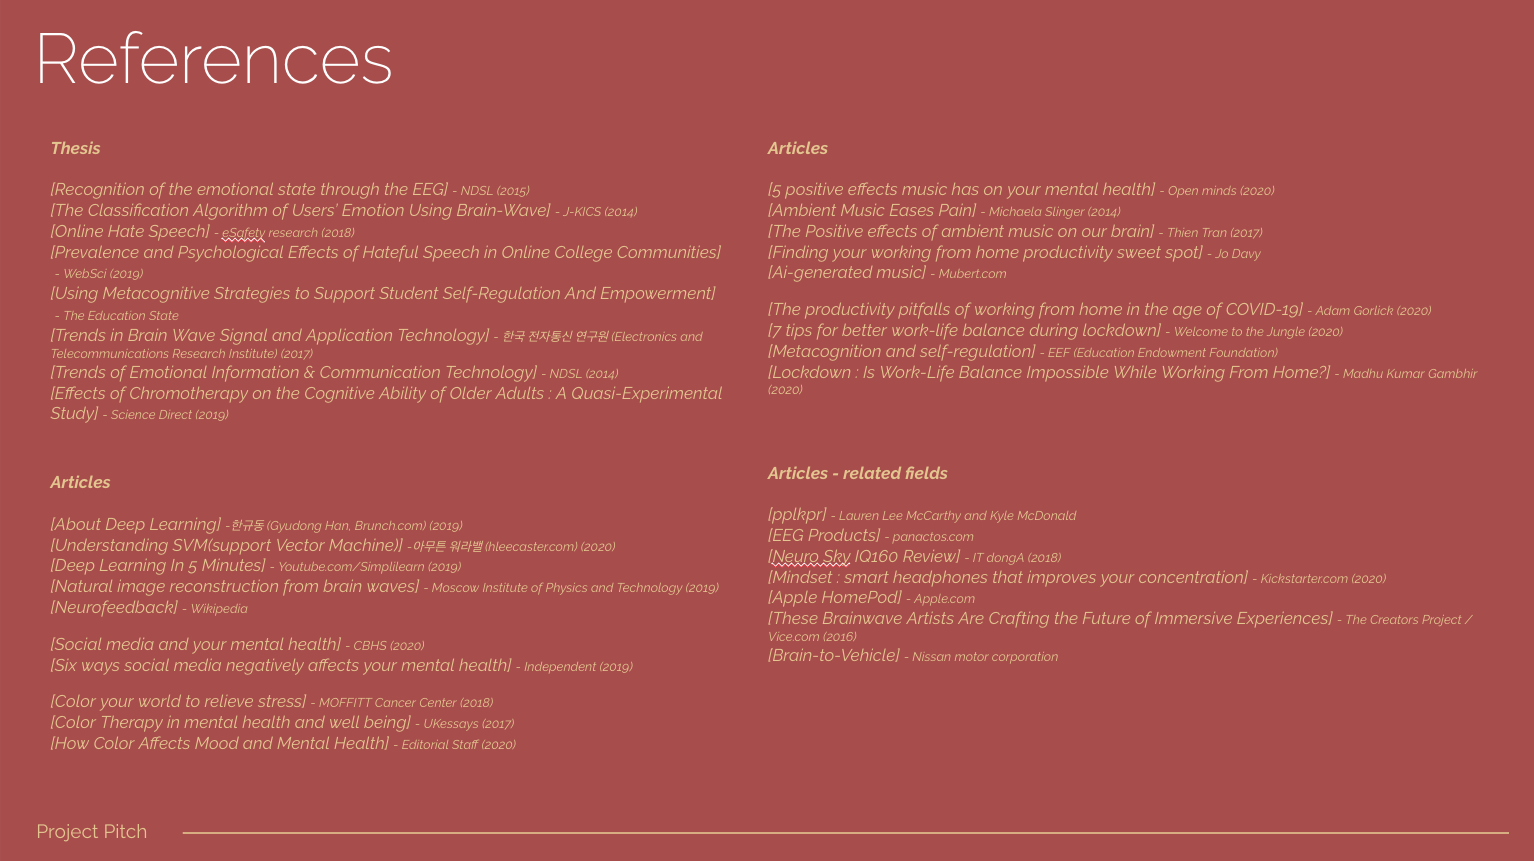 References
Thesis
[Recognition of the emotional state through the EEG] - NDSL (2015)
[The Classification Algorithm of Users' Emotion Using Brain-Wave] - J-KICS (2014)
[Online Hate Speech] - eSafety research (2018)
[Prevalence and Psychological Effects of Hateful Speech in Online College Communities]
- WebSci (2019)
[Using Metacognitive Strategies to Support Student Self-Regulation And Empowerment]
- The Education State
[Trends in Brain Wave Signal and Application Technology] - 한국 전자통신 연구원 (Electronics and
Telecommunications Research Institute) (2017)
[Trends of Emotional Information & Communication Technology] - NDSL (2014)
[Effects of Chromotherapy on the Cognitive Ability of Older Adults : A Quasi-Experimental
Study] - Science Direct (2019)
Articles
[About Deep Learning] -한규동 (Gyudong Han, Brunch.com) (2019)
[Understanding SVM(support Vector Machine)] -아무튼 워라밸 (hleecaster.com) (2020)
[Deep Learning In 5 Minutes] - Youtube.com/Simplilearn (2019)
[Natural image reconstruction from brain waves] - Moscow Institute of Physics and Technology (2019)
[Neurofeedback] - Wikipedia
[Social media and your mental health] - CBHS (2020)
[Six ways social media negatively affects your mental health] - Independent (2019)
[Color your world to relieve stress] - MOFFITT Cancer Center (2018)
[Color Therapy in mental health and well being] - UKessays (2017)
[How Color Affects Mood and Mental Health] - Editorial Staff (2020)
Articles
[5 positive effects music has on your mental health] - Open minds (2020)
[Ambient Music Eases Pain] - Michaela Slinger (2014)
[The Positive effects of ambient music on our brain] - Thien Tran (2017)
[Finding your working from home productivity sweet spot] - Jo Davy
[Ai-generated music] - Mubert.com
[The productivity pitfalls of working from home in the age of COVID-19] - Adam Gorlick (2020)
[7 tips for better work-life balance during lockdown] - Welcome to the Jungle (2020)
[Metacognition and self-regulation] - EEF (Education Endowment Foundation)
[Lockdown : Is Work-Life Balance Impossible While Working From Home?] - Madhu Kumar Gambhir
(2020)
Articles - related fields
[pplkpr] - Lauren Lee McCarthy and Kyle McDonald
[EEG Products] - panactos.com
[Neuro Sky IQ160 Review] - IT dongA (2018)
[Mindset : smart headphones that improves your concentration] - Kickstarter.com (2020)
[Apple HomePod] - Apple.com
[These Brainwave Artists Are Crafting the Future of Immersive Experiences] - The Creators Project /
Vice.com (2016)
[Brain-to-Vehicle] - Nissan motor corporation
Project Pitch